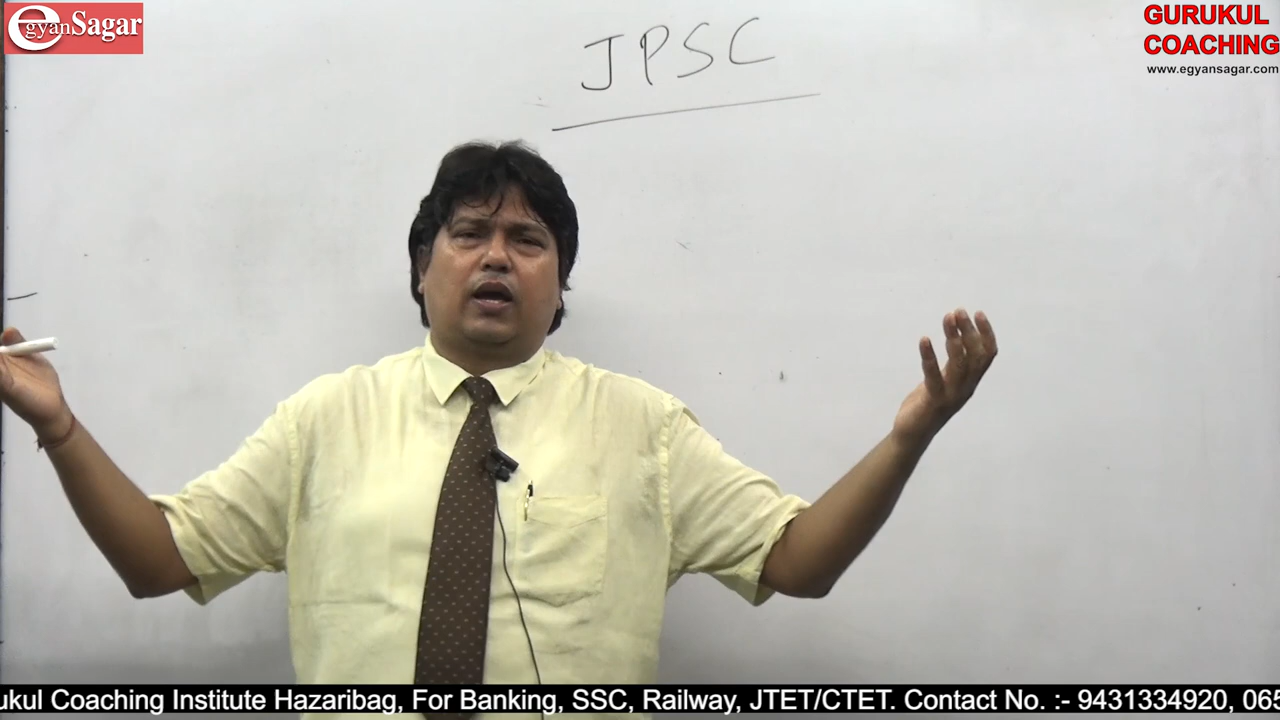 egyanSagar
GURUKUL
COACHING
www.egyansagar.com
JPSC
ukul Coaching Institute Hazaribag, For Banking, SSC, Railway, JTET/CTET. Contact No. :- 9431334920, 065